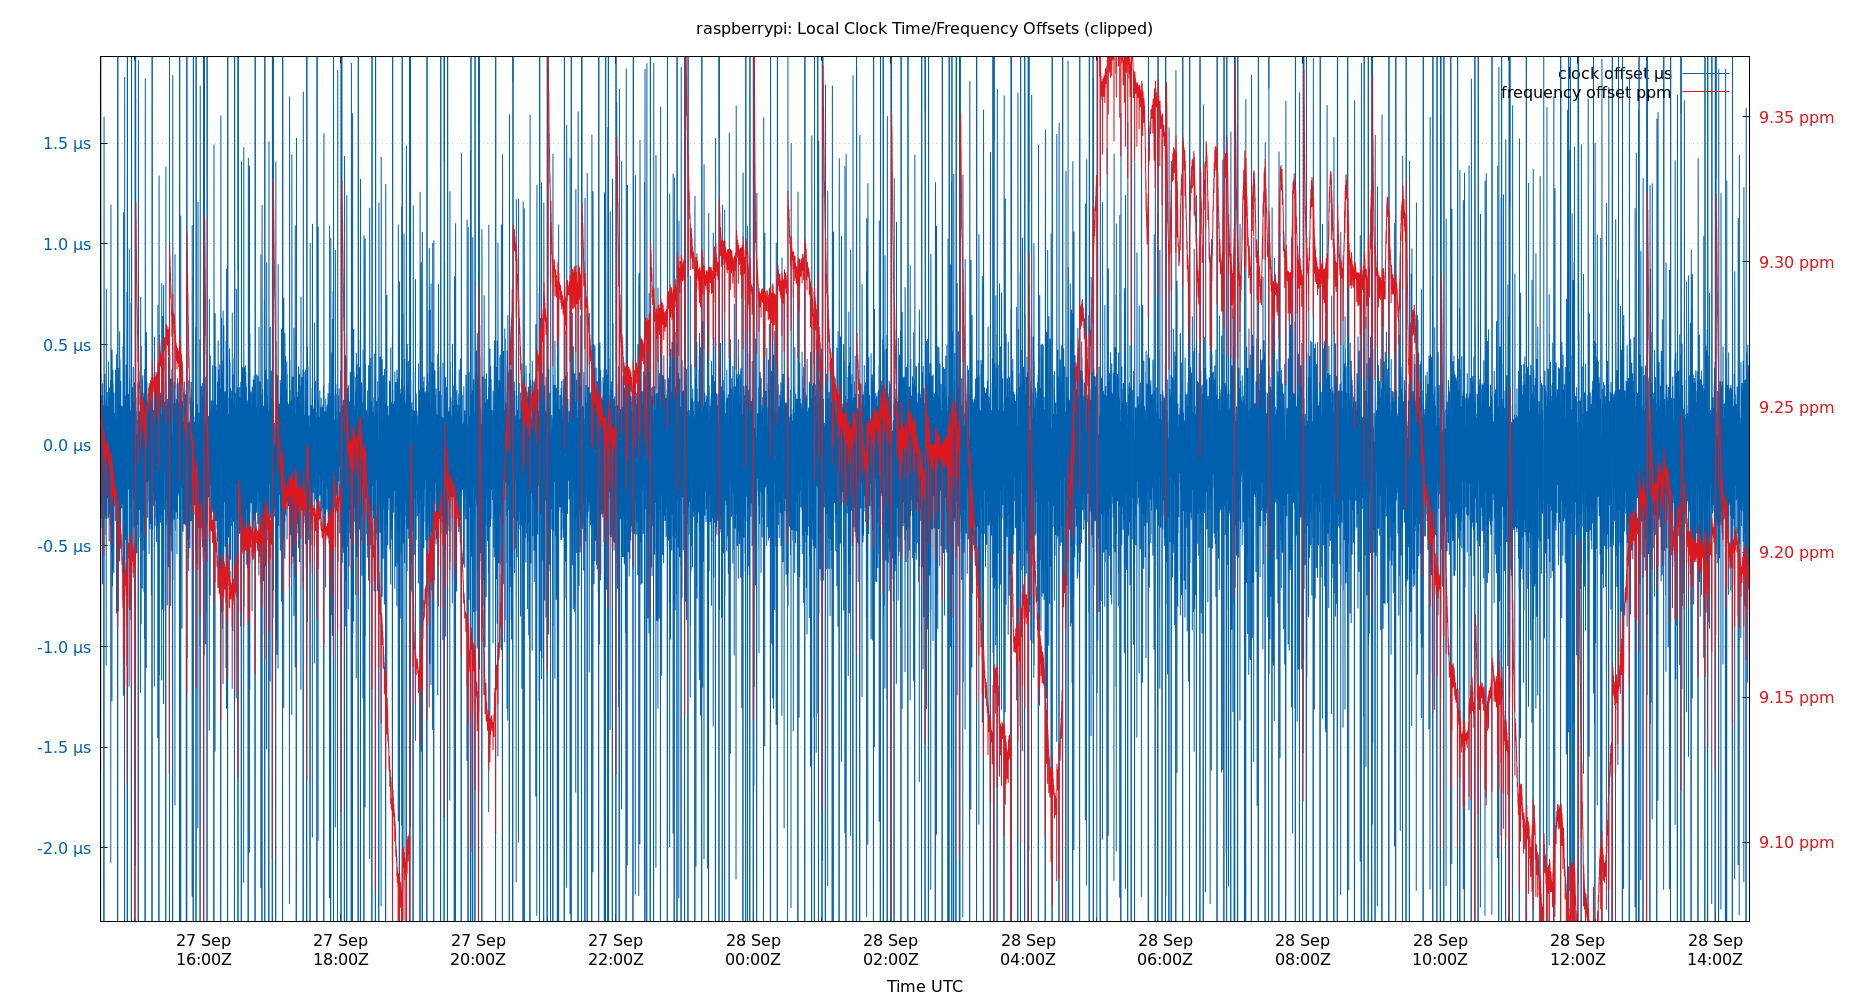 raspberrypi: Local Clock Time/Frequency Offsets (clipped)
clock offset µs
frequency offset ppm
1.5 µs
1.0 µs
0.5 µs
0.0 µs
-0.5 µs
-1.0 µs
-1.5 µs
-2.0 µs
9.35 ppm
9.30 ppm
9.25 ppm
9.20 ppm
9.15 ppm
9.10 ppm
27 Sep
16:00Z
27 Sep
18:00Z
27 Sep
20:00Z
27 Sep
22:00Z
28 Sep
00:00Z
28 Sep
02:00Z
28 Sep
04:00Z
28 Sep
06:00Z
28 Sep
08:00Z
28 Sep
10:00Z
28 Sep
12:00Z
28 Sep
14:00Z
Time UTC